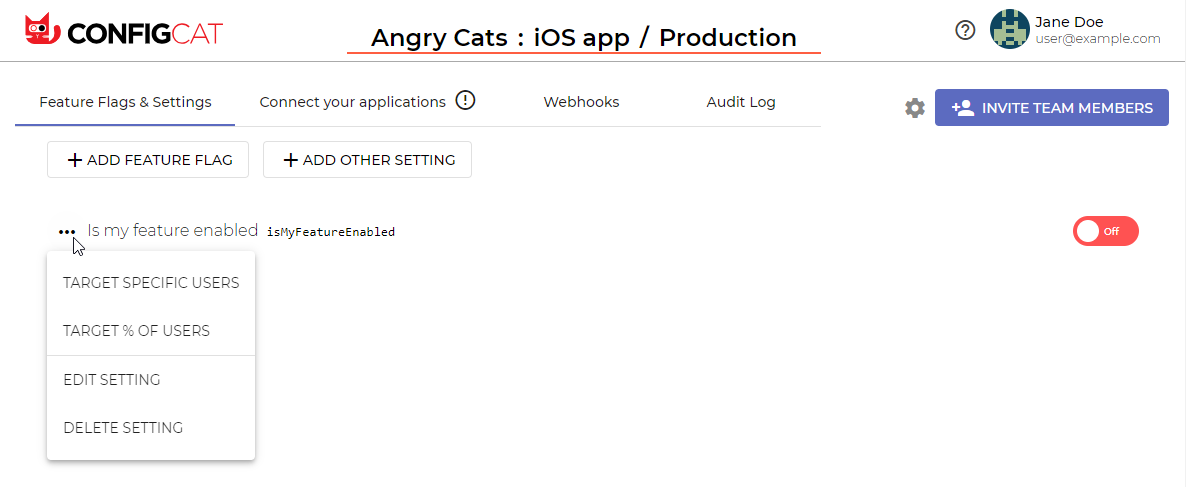 CONFIGCAT
Angry Cats : iOS app / Production
Jane Doe
user@example.com
Feature Flags & Settings
Connect your applications
Webhooks
Audit Log
INVITE TEAM MEMBERS
ADD FEATURE FLAG
ADD OTHER SETTING
Is my feature enabled isMyFeatureEnabled
Off
TARGET SPECIFIC USERS
TARGET % OF USERS
EDIT SETTING
DELETE SETTING